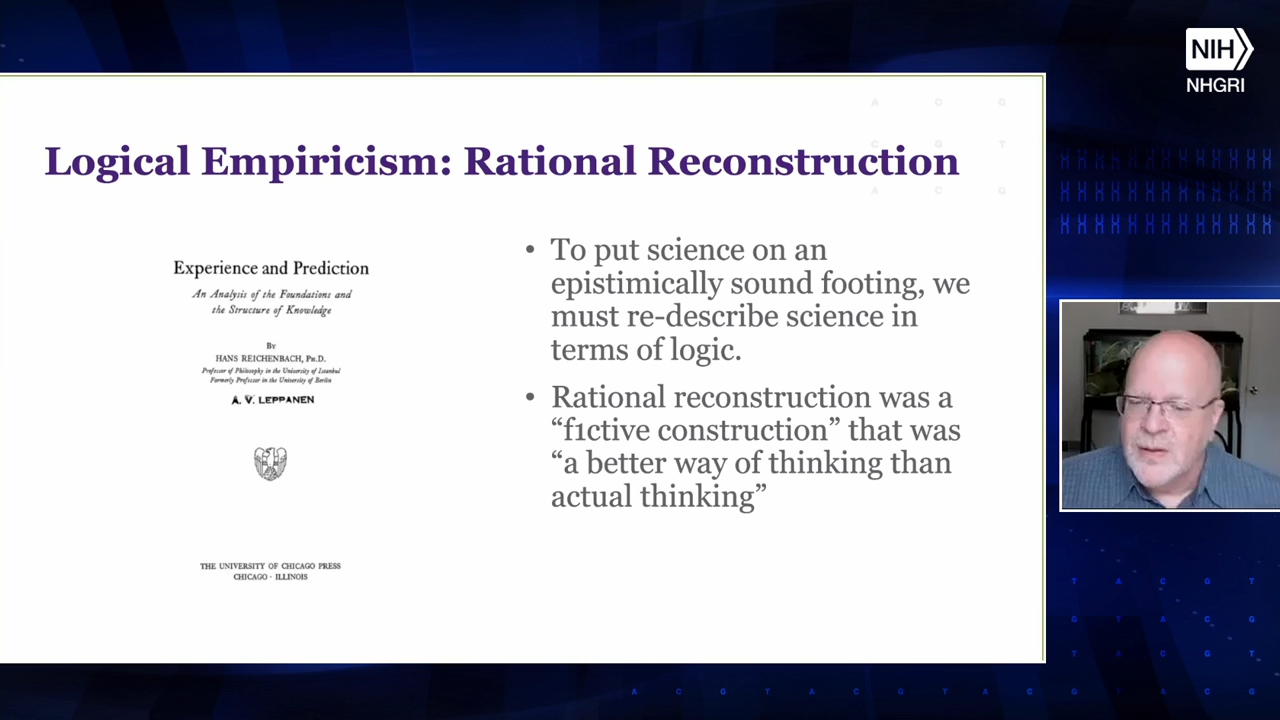 NIH
NHGRI
Logical Empiricism: Rational Reconstruction
Experience and Prediction
An Analysis of the Foundations and
the Structure of Knowledge
By
HANS REICHENBACH, PH.D.
Professor of Philosophy in the University of Istanbul
Formerly Professor in the University of Berlin
A. V. LEPPANEN
THE UNIVERSITY OF CHICAGO PRESS
CHICAGO · ILLINOIS
• To put science on an
epistimically sound footing, we
must re-describe science in
terms of logic.
• Rational reconstruction was a
“f1ctive construction” that was
“a better way of thinking than
actual thinking”
A C G
C G T
A C G
T A C G T
G T A C G
T A C G T
A C G T A C G T A C G T A C G